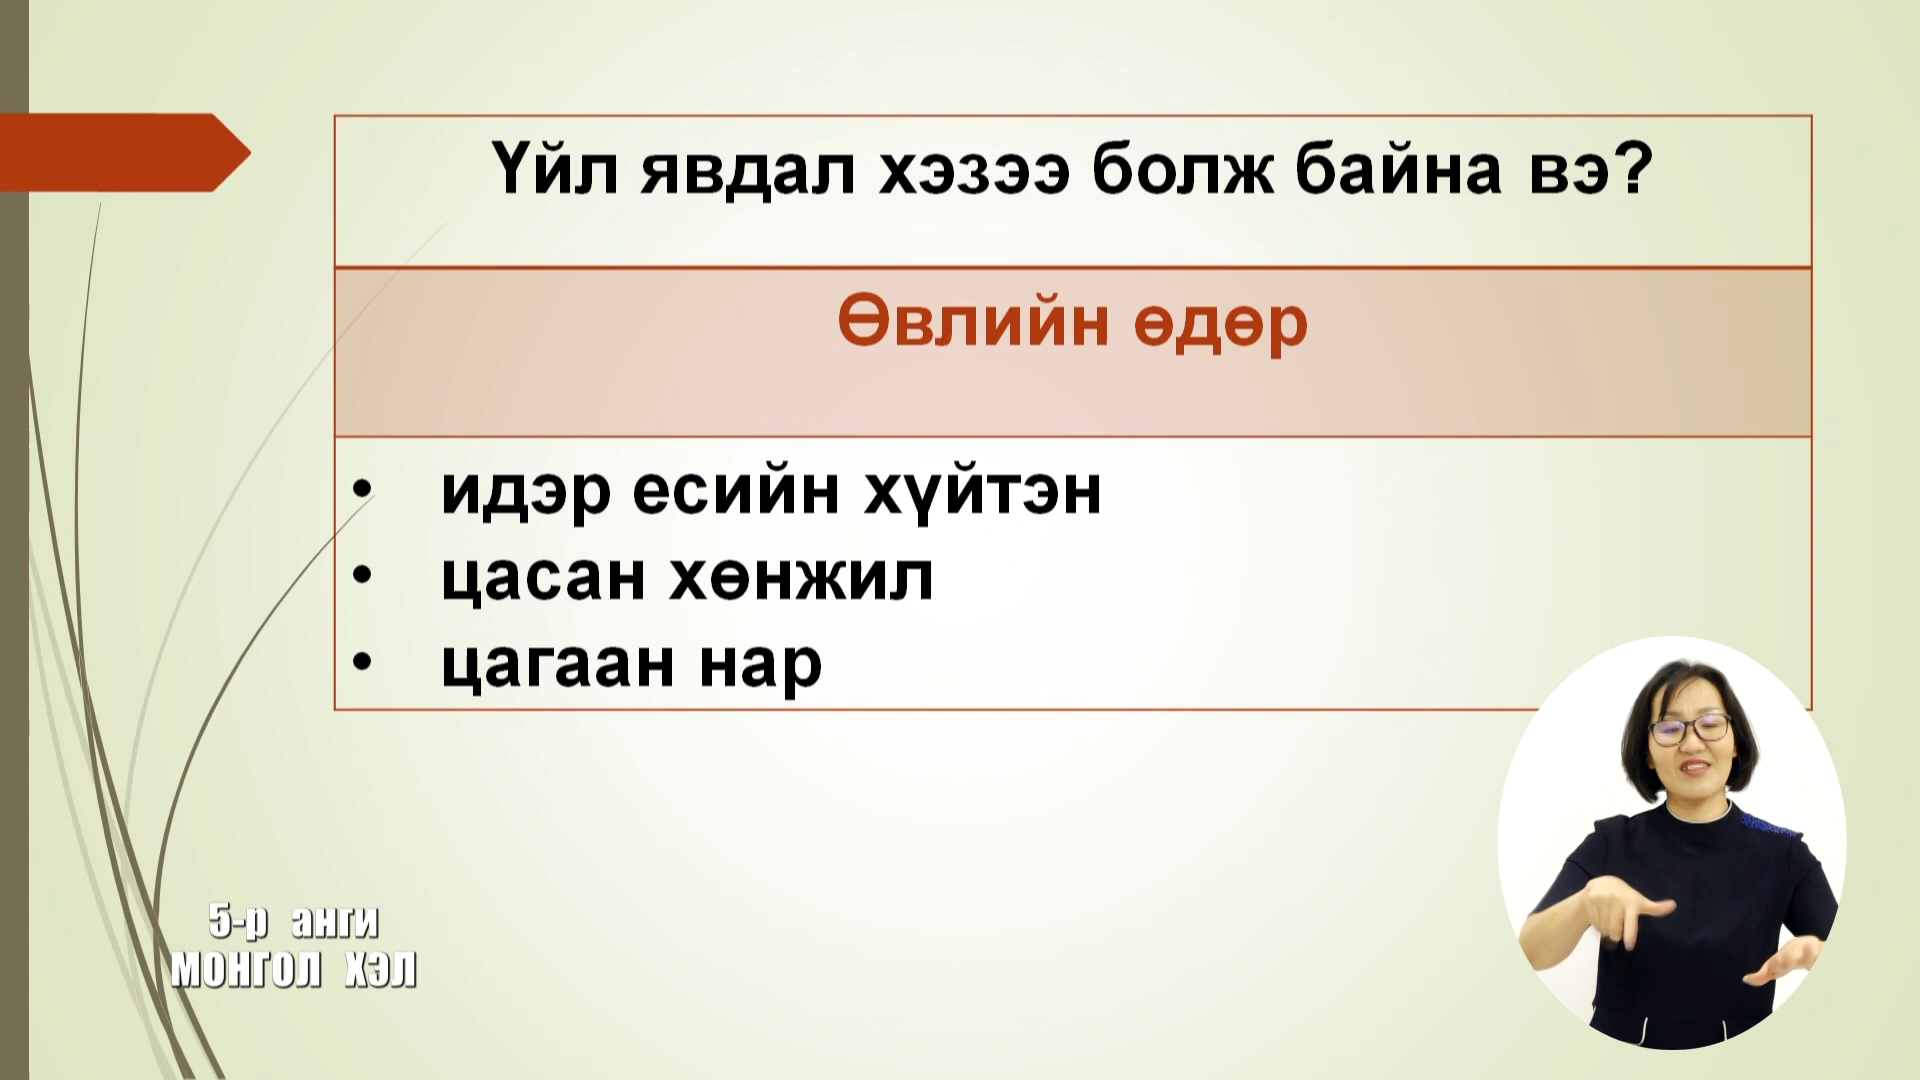 Үйл явдал хэзээ болж байна вэ?
Өвлийн өдөр
• идэр есийн хүйтэн
• цасан хөнжил
• цагаан нар
5-р анги
МОНГОЛ ХЭЛ